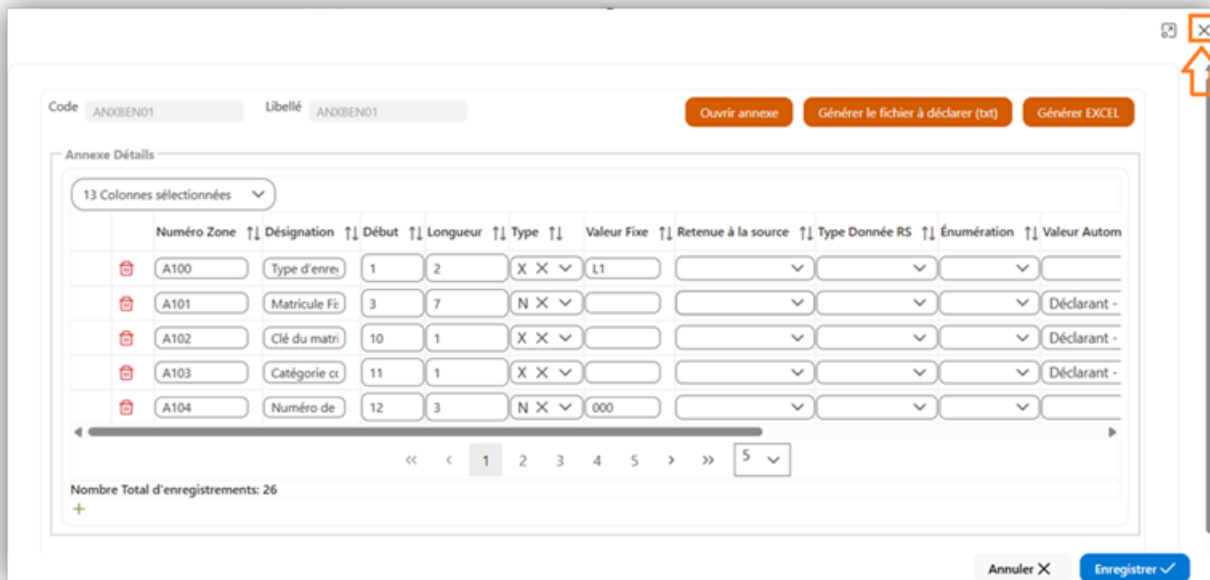 Code ANXBEN01 Libellé ANXBEN01 Ouvrir annexe Générer le fichier à déclarer (txt) Générer EXCEL
Annexe Détails
13 Colonnes sélectionnées
Numéro Zone Désignation Début Longueur Type Valeur Fixe Retenue à la source Type Donnée RS Énumération Valeur Autom
A100 Type d'enre 1 2 X L1
A101 Matricule Fi 3 7 N Déclarant -
A102 Clé du matri 10 1 X Déclarant -
A103 Catégorie co 11 1 X Déclarant -
A104 Numéro de 12 3 N 000
<< < 1 2 3 4 5 > >> 5
Nombre Total d'enregistrements: 26
+
Annuler Enregistrer